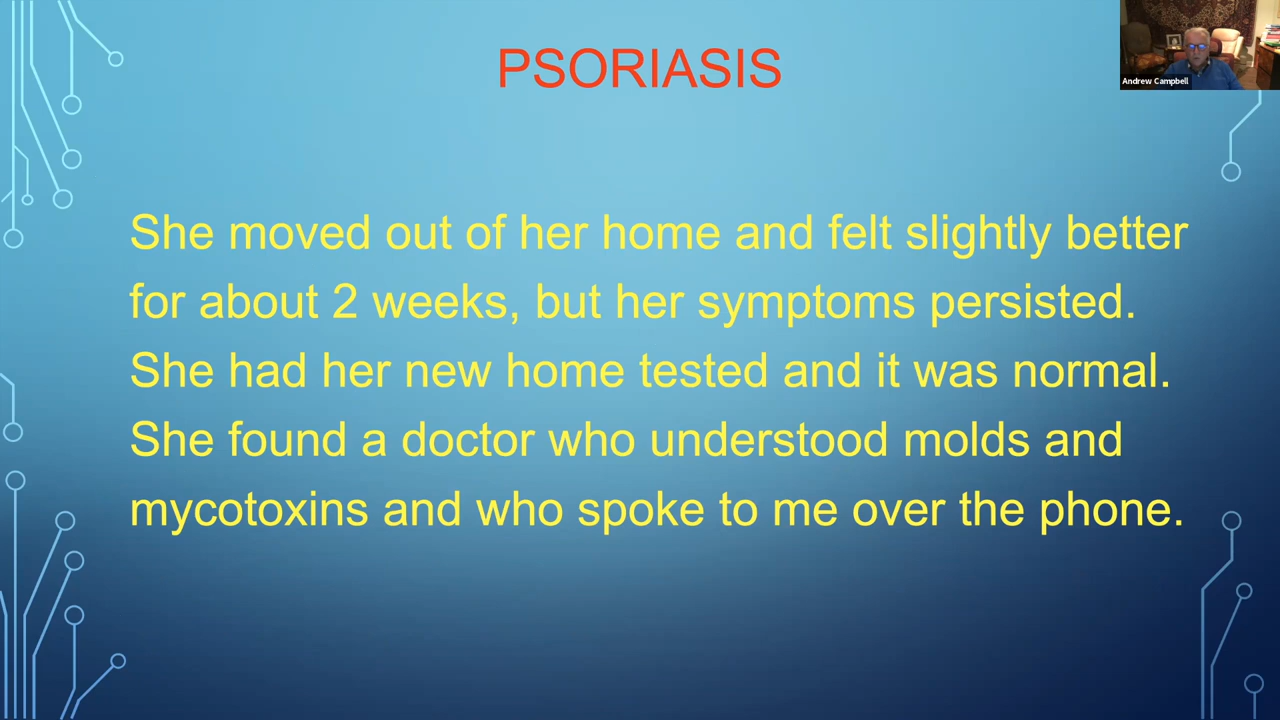 PSORIASIS
Andrew Campbell
She moved out of her home and felt slightly better
for about 2 weeks, but her symptoms persisted.
She had her new home tested and it was normal.
She found a doctor who understood molds and
mycotoxins and who spoke to me over the phone.